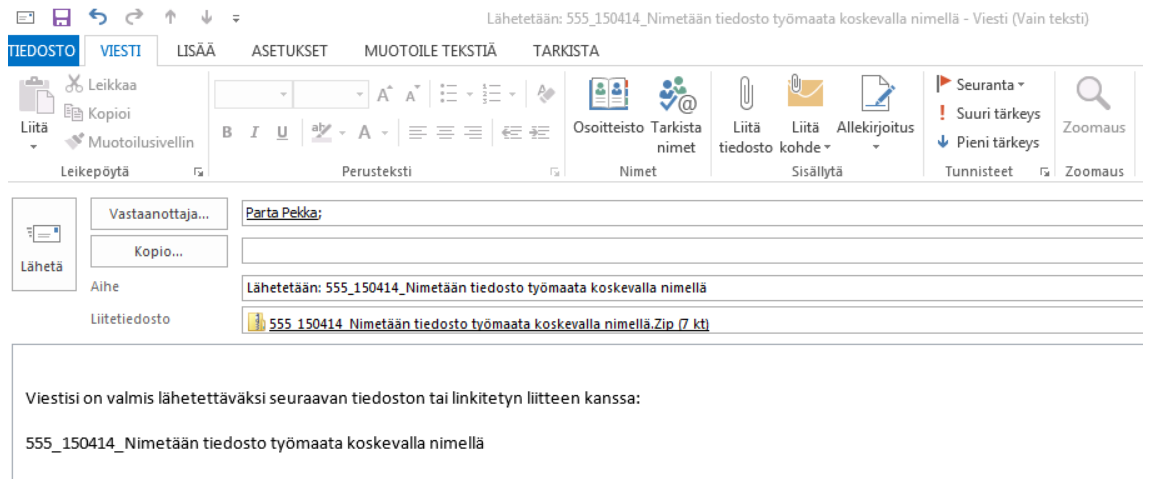 Lähetetään: 555_150414_Nimetään tiedosto työmaata koskevalla nimellä - Viesti (Vain teksti)
TIEDOSTO VIESTI LISÄÄ ASETUKSET MUOTOILE TEKSTIÄ TARKISTA
Liitä
Leikkaa
Kopioi
Muotoilusivellin
Leikepöytä
B I U
Perusteksti
Osoitteisto
Tarkista
nimet
Nimet
Liitä
tiedosto
Liitä
kohde
Allekirjoitus
Sisällytä
Seuranta
Suuri tärkeys
Pieni tärkeys
Tunnisteet
Zoomaus
Zoomaus
Lähetä
Vastaanottaja... Parta Pekka;
Kopio...
Aihe Lähetetään: 555_150414_Nimetään tiedosto työmaata koskevalla nimellä
Liitetiedosto 555_150414_Nimetään tiedosto työmaata koskevalla nimellä.Zip (7 kt)
Viestisi on valmis lähetettäväksi seuraavan tiedoston tai linkitetyn liitteen kanssa:
555_150414_Nimetään tiedosto työmaata koskevalla nimellä